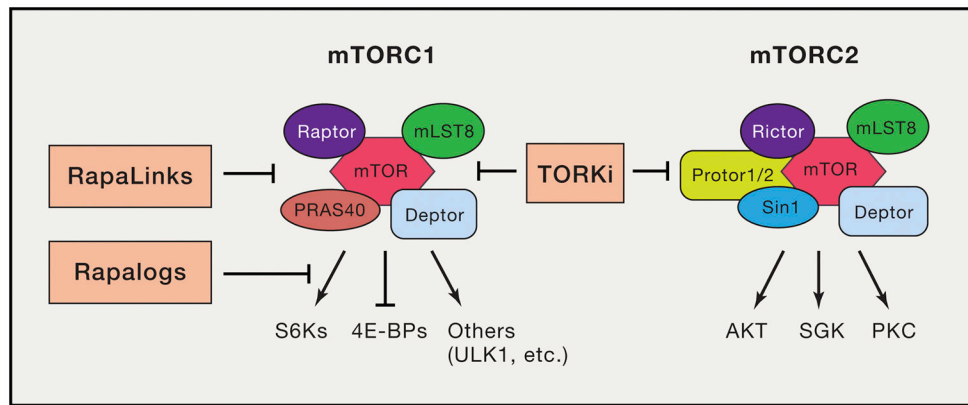 mTORC1
mTORC2
Raptor
mLST8
mTOR
PRAS40
Deptor
RapaLinks
Rapalogs
TORKi
Rictor
mLST8
Protor1/2
mTOR
Sin1
Deptor
S6Ks
4E-BPs
Others
(ULK1, etc.)
AKT
SGK
PKC